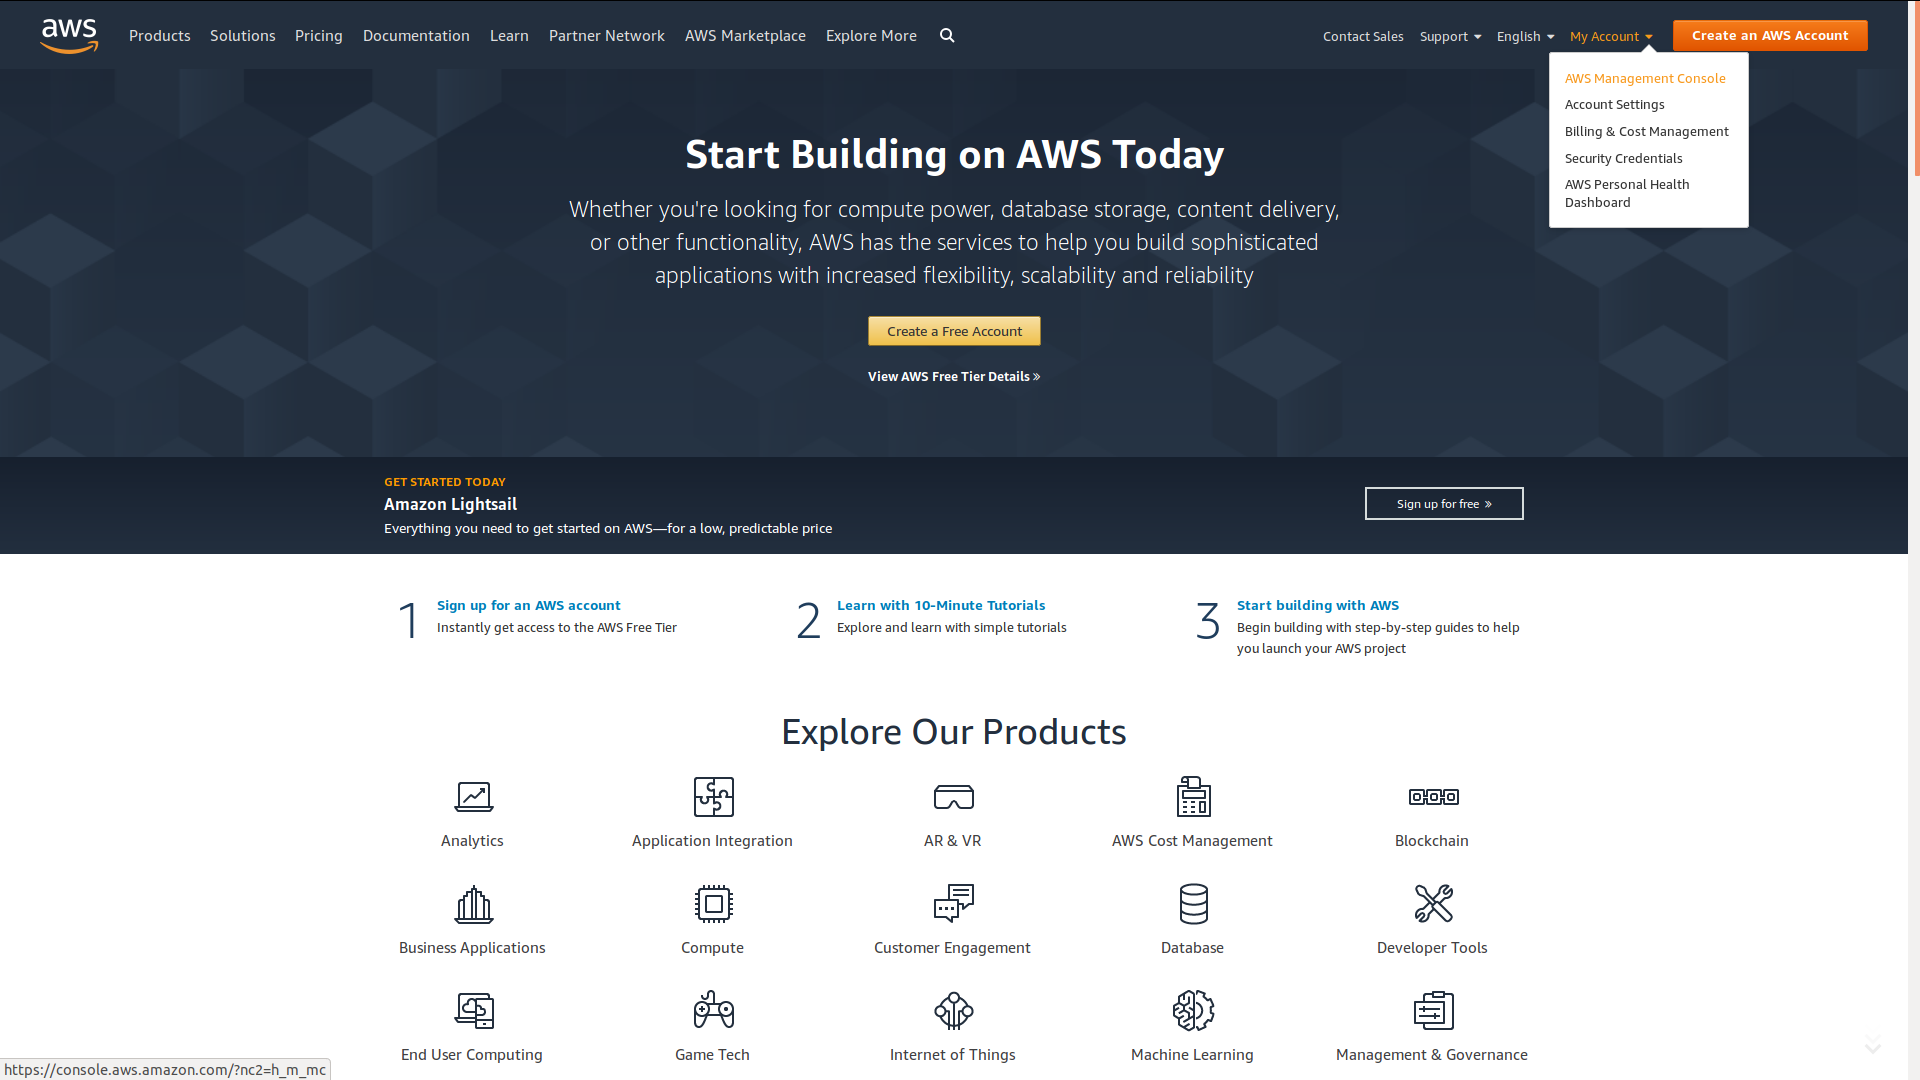 aws
Products Solutions Pricing Documentation Learn Partner Network AWS Marketplace Explore More
Contact Sales Support English My Account Create an AWS Account
AWS Management Console
Account Settings
Billing & Cost Management
Security Credentials
AWS Personal Health
Dashboard
Start Building on AWS Today
Whether you're looking for compute power, database storage, content delivery,
or other functionality, AWS has the services to help you build sophisticated
applications with increased flexibility, scalability and reliability
Create a Free Account
View AWS Free Tier Details »
GET STARTED TODAY
Amazon Lightsail
Everything you need to get started on AWS—for a low, predictable price
Sign up for free »
1
Sign up for an AWS account
Instantly get access to the AWS Free Tier
2
Learn with 10-Minute Tutorials
Explore and learn with simple tutorials
3
Start building with AWS
Begin building with step-by-step guides to help
you launch your AWS project
Explore Our Products
Analytics Application Integration AR & VR AWS Cost Management Blockchain
Business Applications Compute Customer Engagement Database Developer Tools
End User Computing Game Tech Internet of Things Machine Learning Management & Governance
https://console.aws.amazon.com/?nc2=h_m_mc